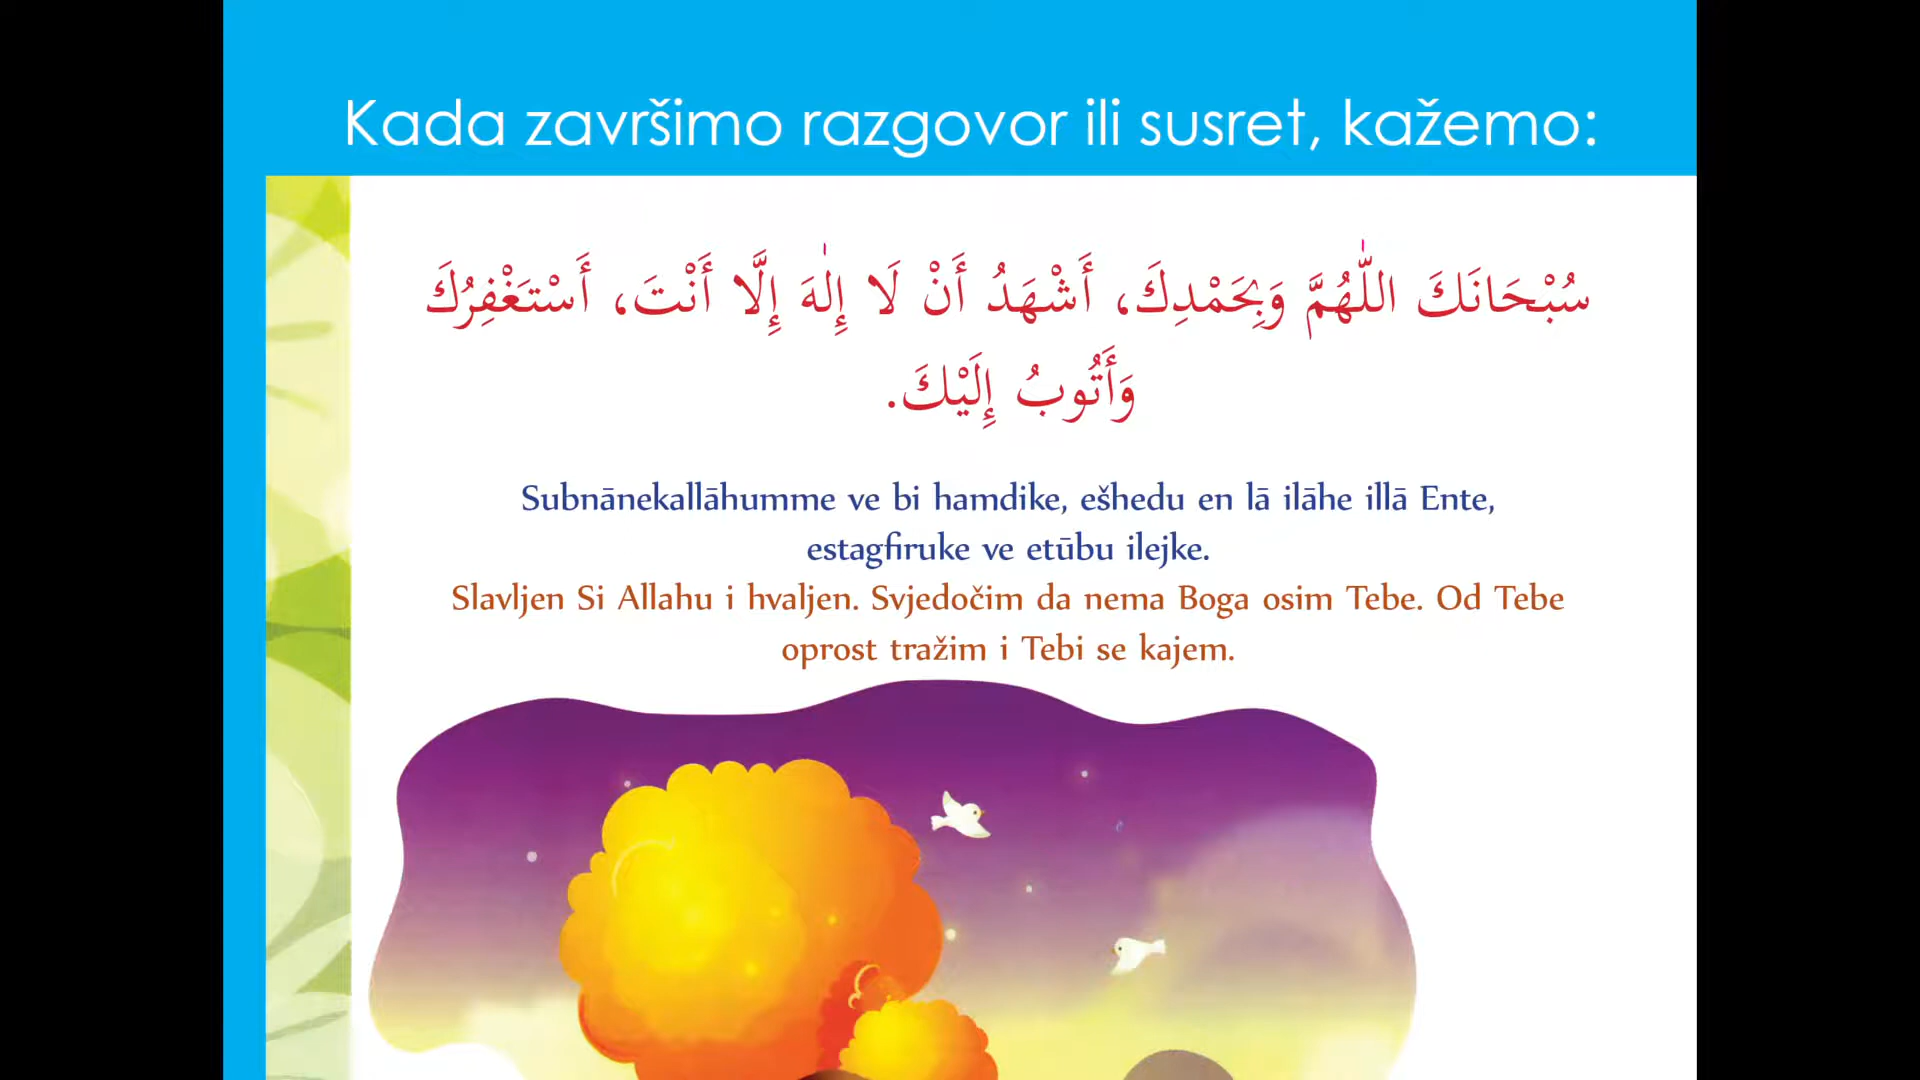 Kada završimo razgovor ili susret, kažemo:
سُبْحَانَكَ اللّٰهُمَّ وَبِحَمْدِكَ، أَشْهَدُ أَنْ لَا إِلٰهَ إِلَّا أَنْتَ، أَسْتَغْفِرُكَ
وَأَتُوبُ إِلَيْكَ.
Subnānekallāhumme ve bi hamdike, ešhedu en lā ilāhe illā Ente,
estagfiruke ve etūbu ilejke.
Slavljen Si Allahu i hvaljen. Svjedočim da nema Boga osim Tebe. Od Tebe
oprost tražim i Tebi se kajem.